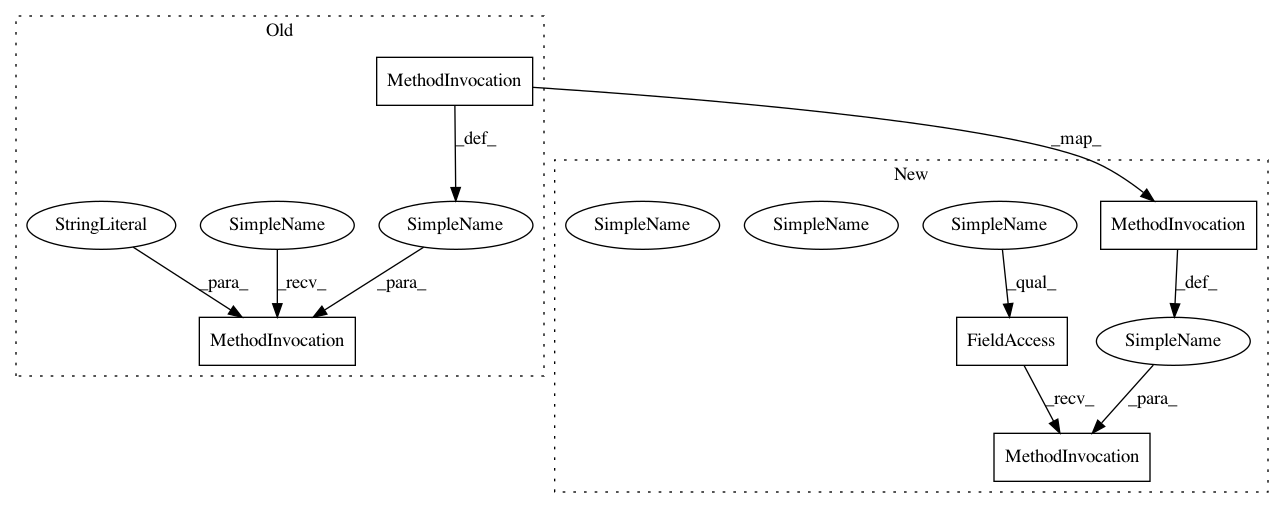 Old
MethodInvocation
_def_
_map_
New
StringLiteral
SimpleName
SimpleName
SimpleName
SimpleName
SimpleName
MethodInvocation
_para_
_recv_
_para_
_qual_
_def_
MethodInvocation
FieldAccess
SimpleName
_recv_
_para_
MethodInvocation